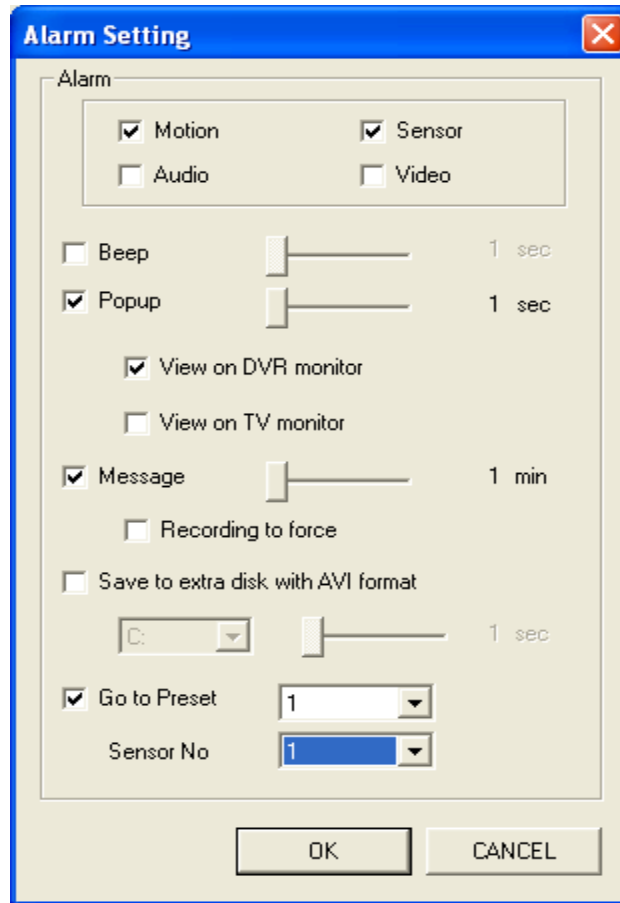 Alarm Setting
Alarm
Motion Sensor
Audio Video
Beep 1 sec
Popup 1 sec
View on DVR monitor
View on TV monitor
Message 1 min
Recording to force
Save to extra disk with AVI format
C: 1 sec
Go to Preset 1
Sensor No 1
OK CANCEL